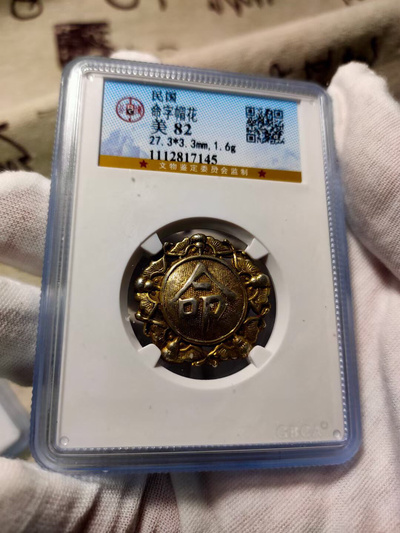 民国
命字帽花
美 82
27.3*3.3mm,1.6g
1112817145
★ 文物鉴定委员会监制 ★
命